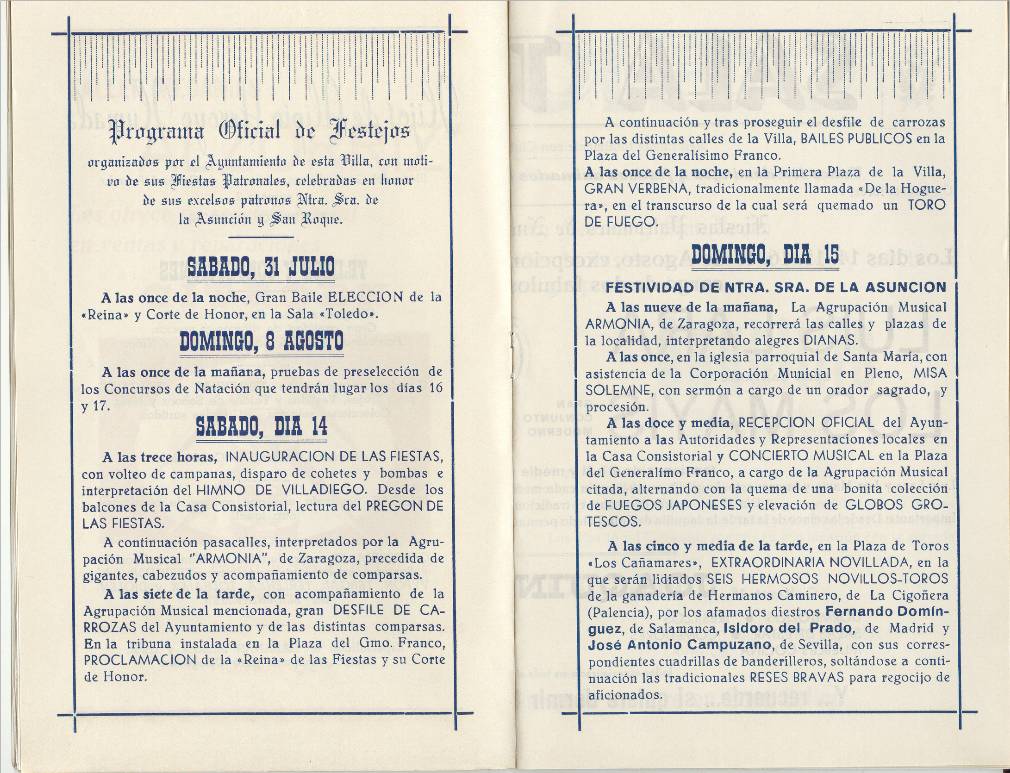 Programa Oficial de Festejos
organizados por el Ayuntamiento de esta Villa, con moti-
vo de sus Fiestas Patronales, celebradas en honor
de sus excelsos patronos Ntra. Sra. de
la Asunción y San Roque.
SABADO, 31 JULIO
A las once de la noche, Gran Baile ELECCION de la
«Reina» y Corte de Honor, en la Sala «Toledo».
DOMINGO, 8 AGOSTO
A las once de la mañana, pruebas de preselección de
los Concursos de Natación que tendrán lugar los días 16
y 17.
SABADO, DIA 14
A las trece horas, INAUGURACION DE LAS FIESTAS,
con volteo de campanas, disparo de cohetes y bombas e
interpretación del HIMNO DE VILLADIEGO. Desde los
balcones de la Casa Consistorial, lectura del PREGON DE
LAS FIESTAS.
A continuación pasacalles, interpretados por la Agru-
pación Musical "ARMONIA", de Zaragoza, precedida de
gigantes, cabezudos y acompañamiento de comparsas.
A las siete de la tarde, con acompañamiento de la
Agrupación Musical mencionada, gran DESFILE DE CA-
RROZAS del Ayuntamiento y de las distintas comparsas.
En la tribuna instalada en la Plaza del Gmo. Franco,
PROCLAMACION de la «Reina» de las Fiestas y su Corte
de Honor.
A continuación y tras proseguir el desfile de carrozas
por las distintas calles de la Villa, BAILES PUBLICOS en la
Plaza del Generalísimo Franco.
A las once de la noche, en la Primera Plaza de la Villa,
GRAN VERBENA, tradicionalmente llamada «De la Hogue-
ra», en el transcurso de la cual será quemado un TORO
DE FUEGO.
DOMINGO, DIA 15
FESTIVIDAD DE NTRA. SRA. DE LA ASUNCION
A las nueve de la mañana, La Agrupación Musical
ARMONIA, de Zaragoza, recorrerá las calles y plazas de
la localidad, interpretando alegres DIANAS.
A las once, en la iglesia parroquial de Santa María, con
asistencia de la Corporación Municial en Pleno, MISA
SOLEMNE, con sermón a cargo de un orador sagrado, y
procesión.
A las doce y media, RECEPCION OFICIAL del Ayun-
tamiento a las Autoridades y Representaciones locales en
la Casa Consistorial y CONCIERTO MUSICAL en la Plaza
del Generalímo Franco, a cargo de la Agrupación Musical
citada, alternando con la quema de una bonita colección
de FUEGOS JAPONESES y elevación de GLOBOS GRO-
TESCOS.
A las cinco y media de la tarde, en la Plaza de Toros
«Los Cañamares», EXTRAORDINARIA NOVILLADA, en la
que serán lidiados SEIS HERMOSOS NOVILLOS-TOROS
de la ganadería de Hermanos Caminero, de La Cigoñera
(Palencia), por los afamados diestros Fernando Domín-
guez, de Salamanca, Isidoro del Prado, de Madrid y
José Antonio Campuzano, de Sevilla, con sus corres-
pondientes cuadrillas de banderilleros, soltándose a conti-
nuación las tradicionales RESES BRAVAS para regocijo de
aficionados.